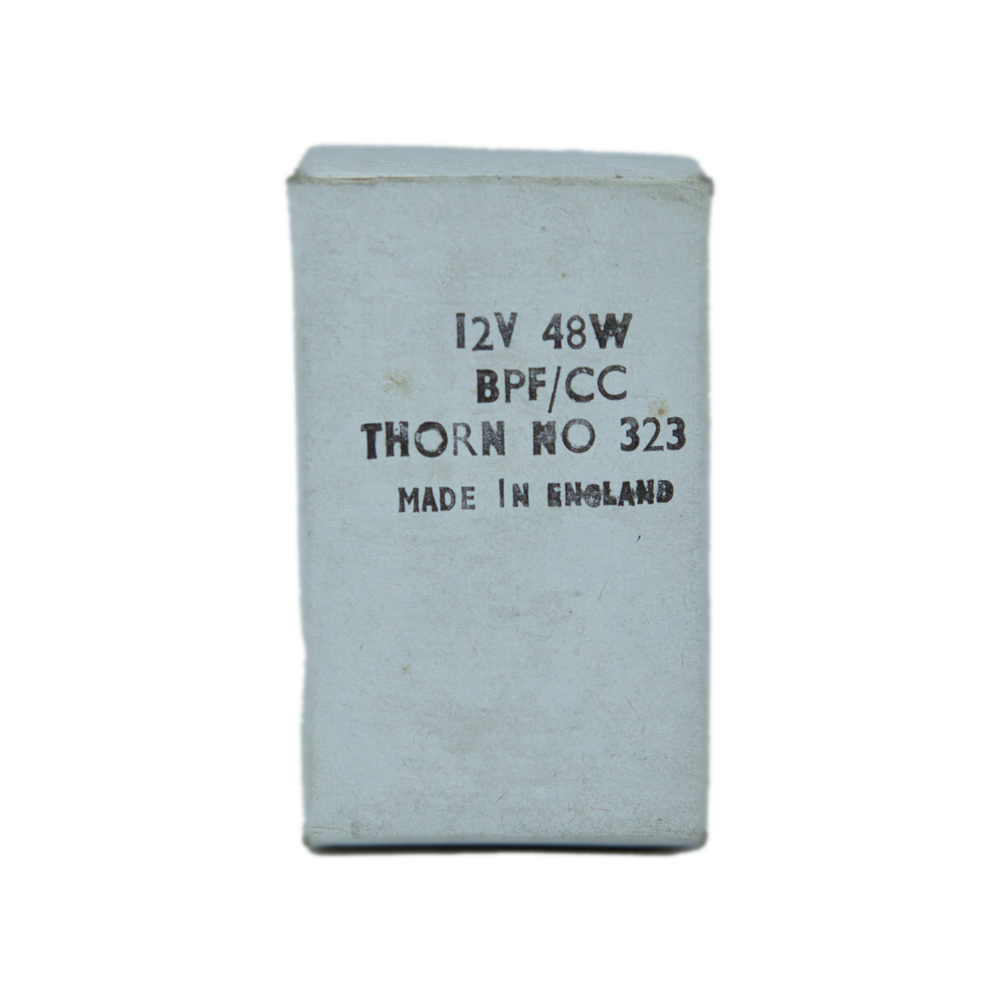 12V 48W
BPF/CC
THORN NO 323
MADE IN ENGLAND